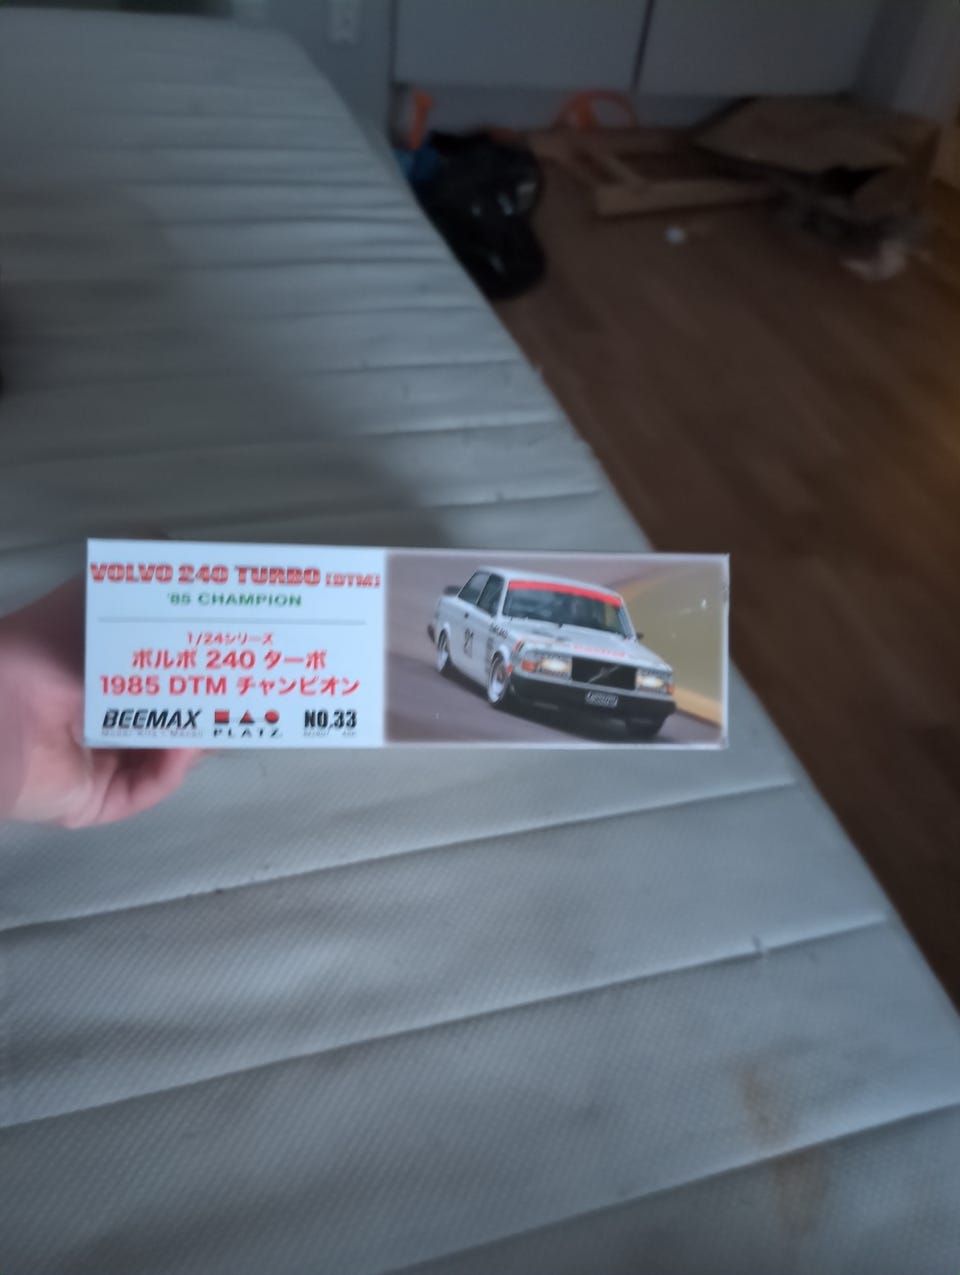 VOLVO 240 TURBO [DTM]
'85 CHAMPION
1/24シリーズ
ボルボ 240 ターボ
1985 DTM チャンピオン
BEEMAX PLATZ NO.33
21